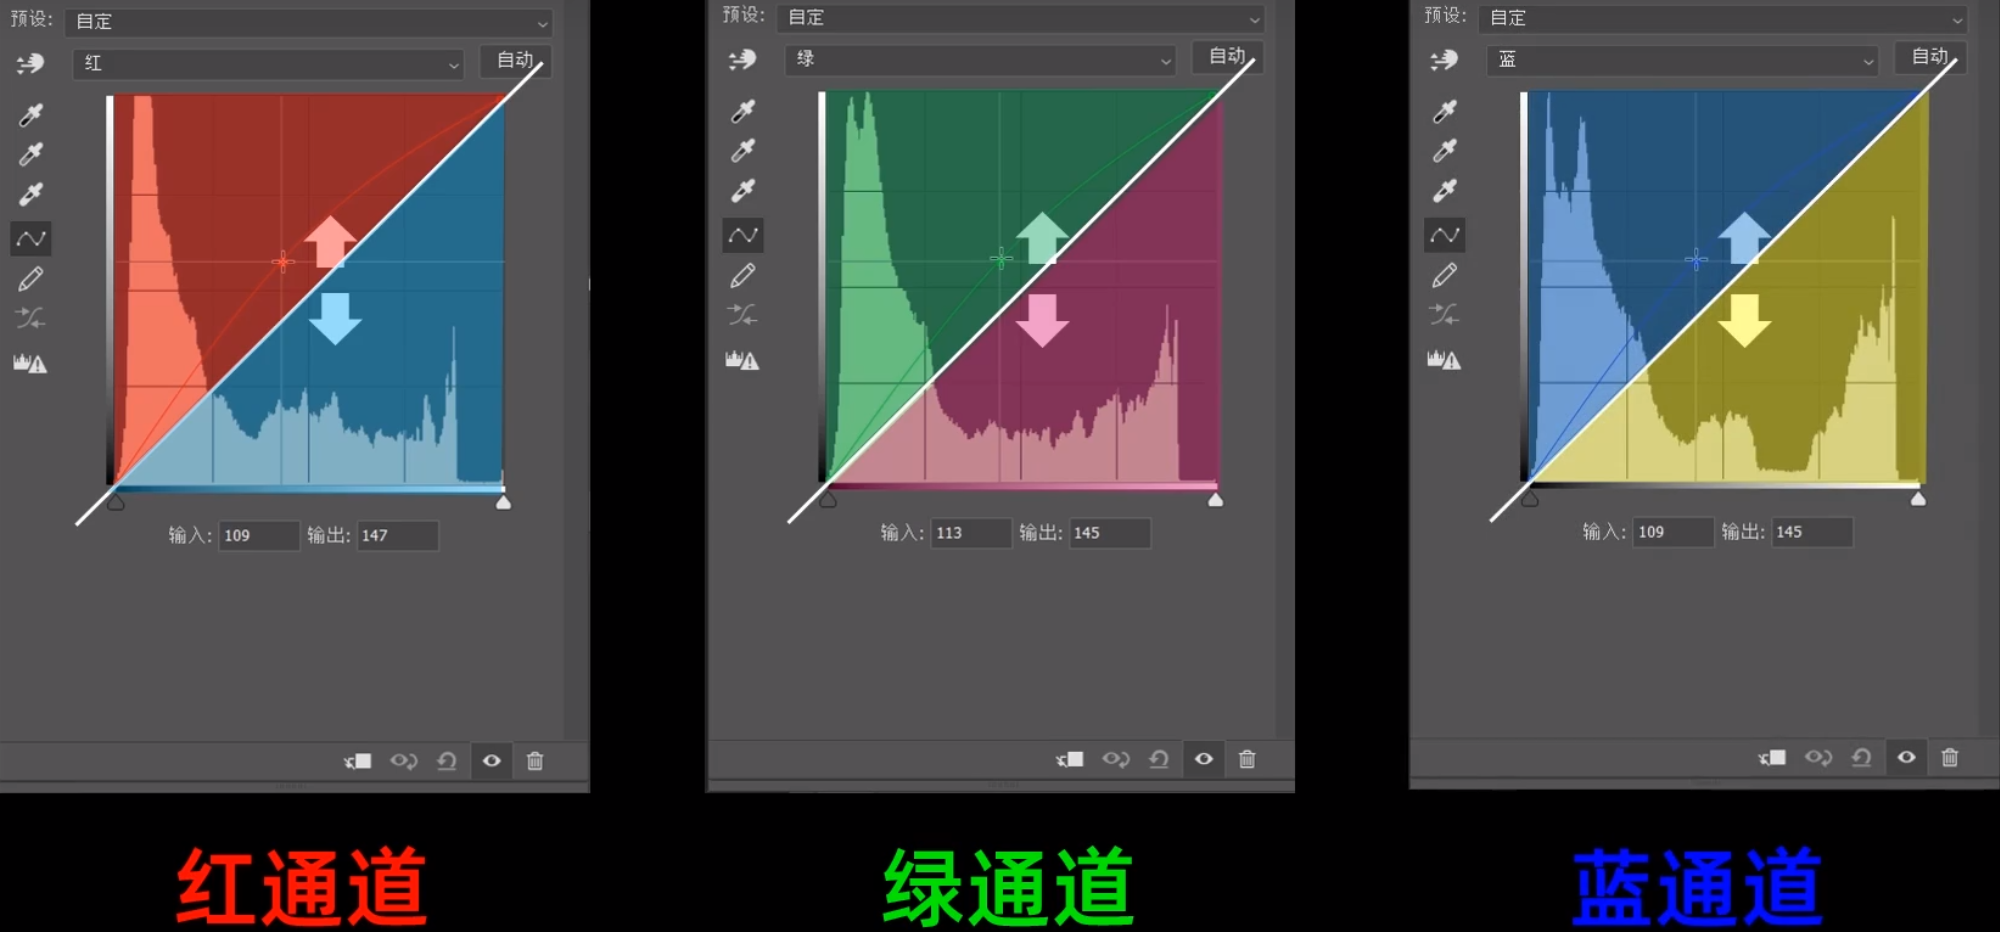 预设: 自定
红
自动
输入: 109 输出: 147
红通道
预设: 自定
绿
自动
输入: 113 输出: 145
绿通道
预设: 自定
蓝
自动
输入: 109 输出: 145
蓝通道